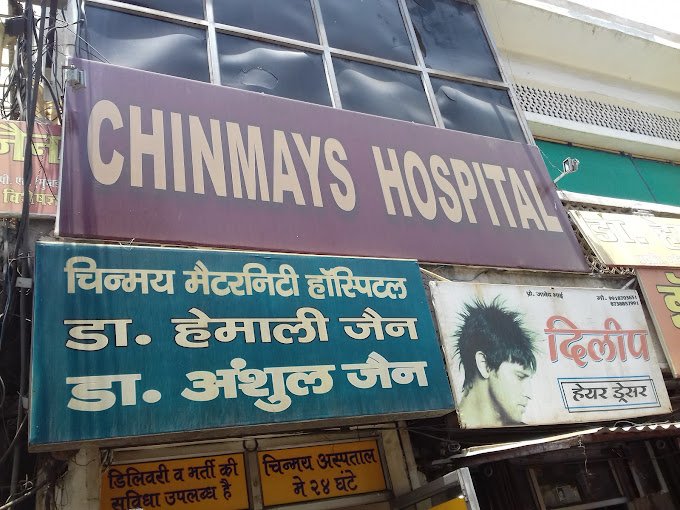 CHINMAYS HOSPITAL
चिन्मय मैटरनिटी हॉस्पिटल
डा. हेमाली जैन
डा. अंशुल जैन
दिलीप
हेयर ड्रेसर
डिलिवरी व भर्ती की
सुविधा उपलब्ध है
चिन्मय अस्पताल
मे २४ घंटे
जैन
डा.